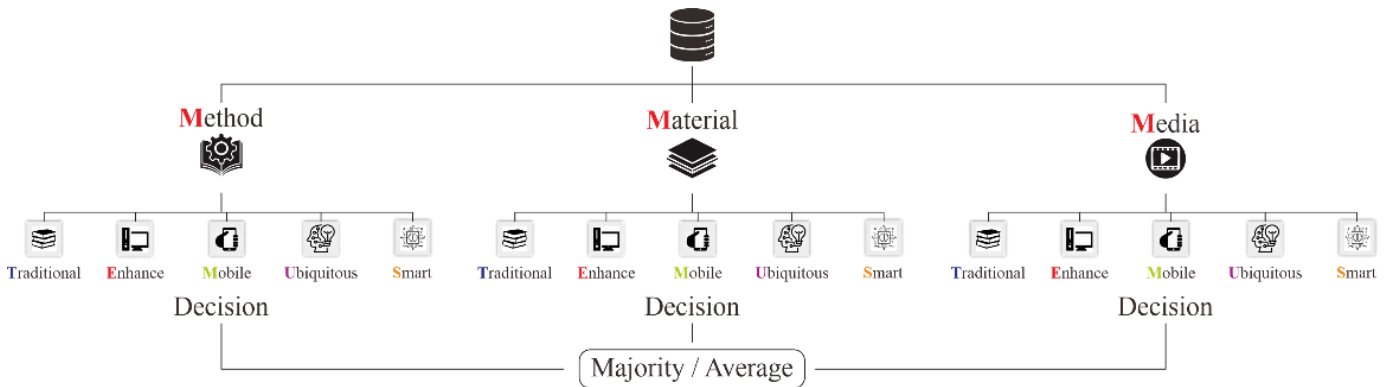 Method
Material
Media
Traditional Enhance Mobile Ubiquitous Smart
Traditional Enhance Mobile Ubiquitous Smart
Traditional Enhance Mobile Ubiquitous Smart
Decision
Decision
Decision
Majority / Average